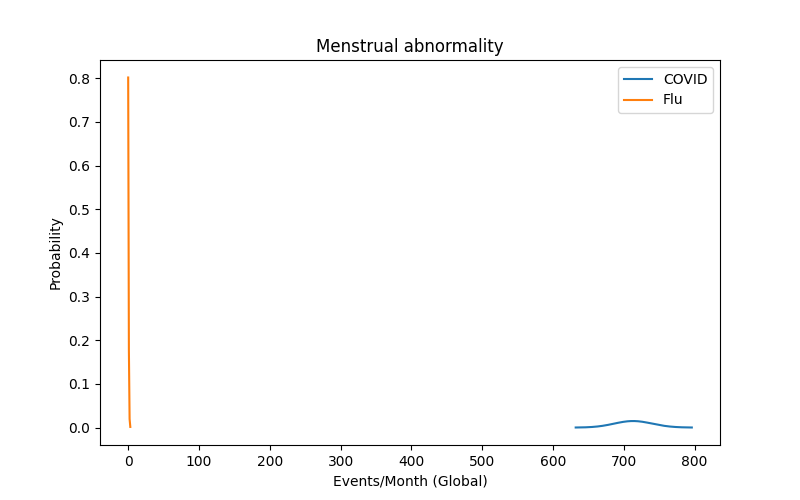 Menstrual abnormality
COVID
Flu
Probability
0.8
0.7
0.6
0.5
0.4
0.3
0.2
0.1
0.0
0 100 200 300 400 500 600 700 800
Events/Month (Global)